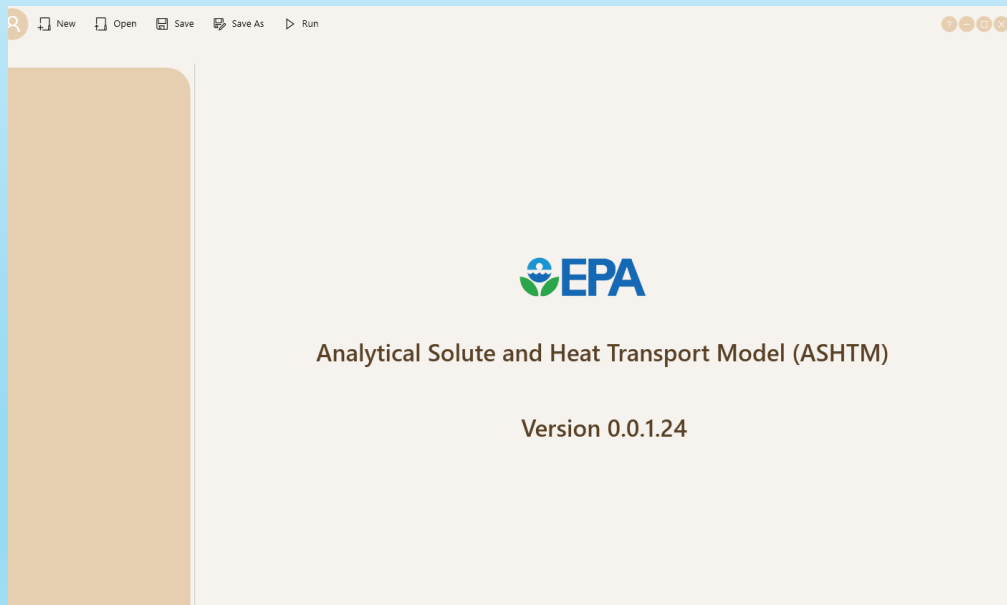 New Open Save Save As Run ?
EPA
Analytical Solute and Heat Transport Model (ASHTM)
Version 0.0.1.24